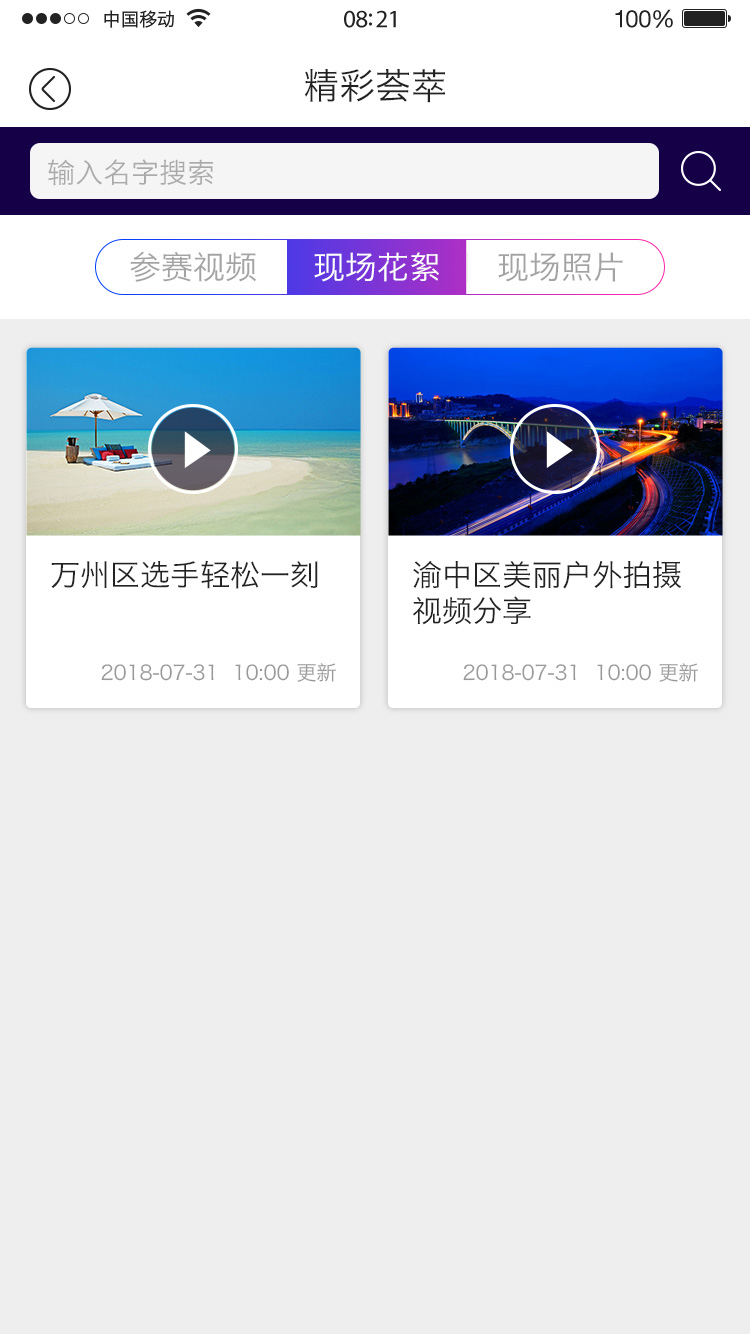 中国移动 08:21 100%
精彩荟萃
输入名字搜索
参赛视频 现场花絮 现场照片
万州区选手轻松一刻
2018-07-31 10:00 更新
渝中区美丽户外拍摄
视频分享
2018-07-31 10:00 更新